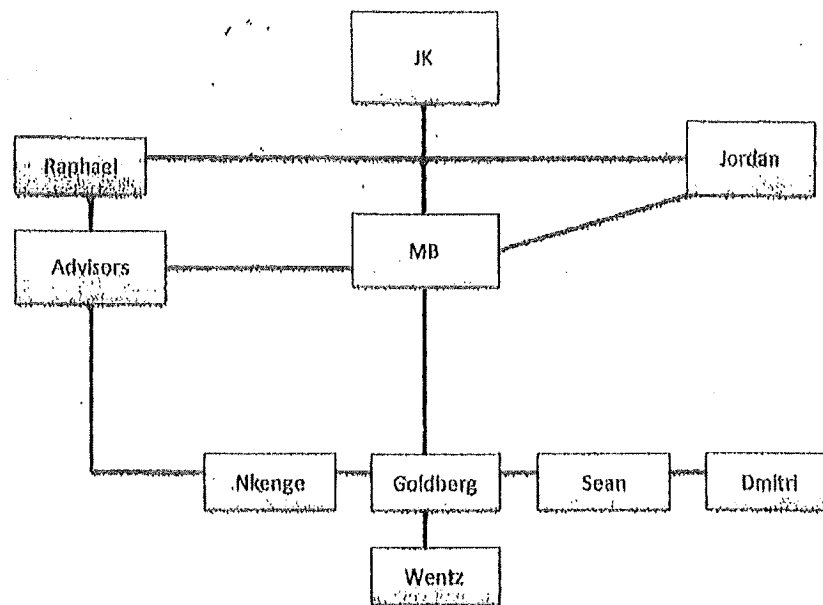 JK
Raphael
Jordan
Advisors
MB
Nkenge
Goldberg
Sean
Dmitri
Wentz